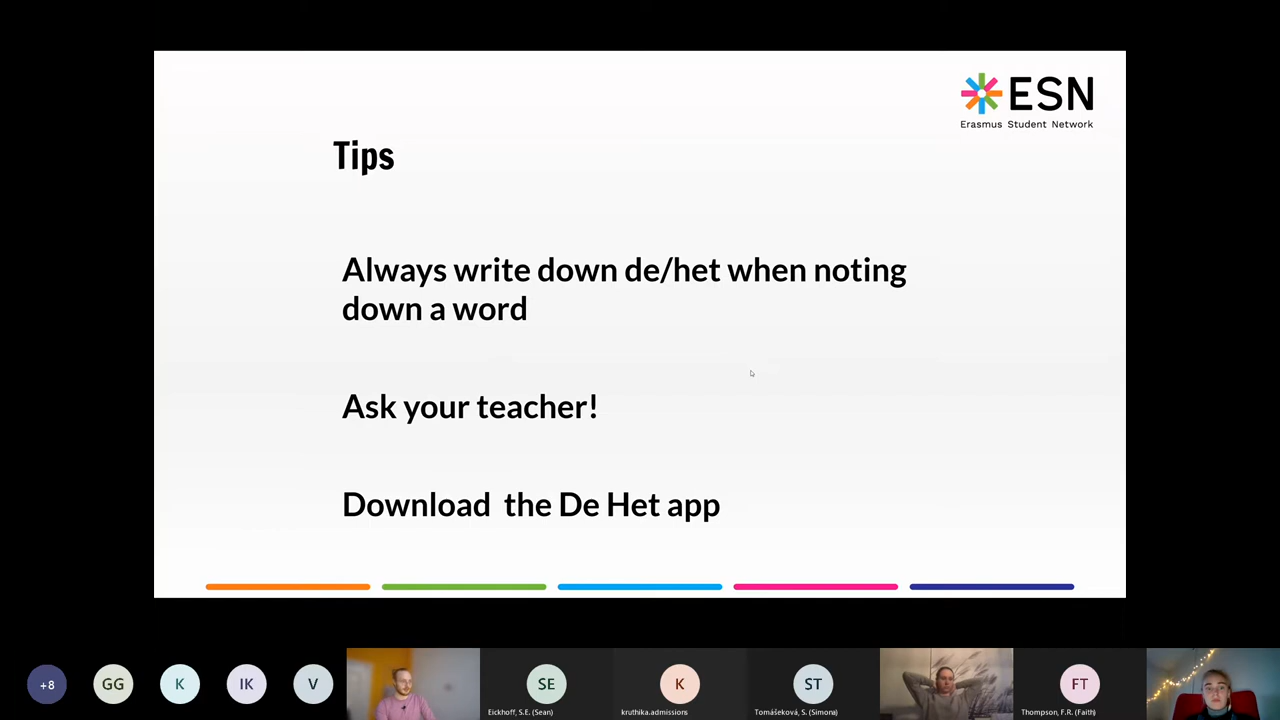 ESN
Erasmus Student Network
Tips
Always write down de/het when noting
down a word
Ask your teacher!
Download the De Het app
+8
GG
K
IK
V
SE
Eickhoff, S.E. (Sean)
K
kruthika.admissions
ST
Tomášeková, S. (Simona)
FT
Thompson, F.R. (Faith)